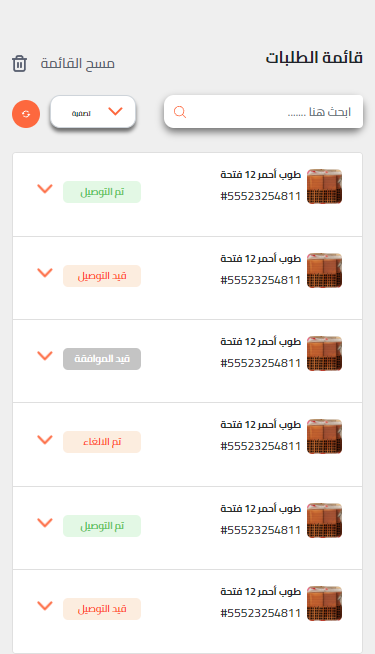 قائمة الطلبات
مسح القائمة
ابحث هنا .......
تصفية
طوب أحمر 12 فتحة
#55523254811
تم التوصيل
طوب أحمر 12 فتحة
#55523254811
قيد التوصيل
طوب أحمر 12 فتحة
#55523254811
قيد الموافقة
طوب أحمر 12 فتحة
#55523254811
تم الالغاء
طوب أحمر 12 فتحة
#55523254811
تم التوصيل
طوب أحمر 12 فتحة
#55523254811
قيد التوصيل